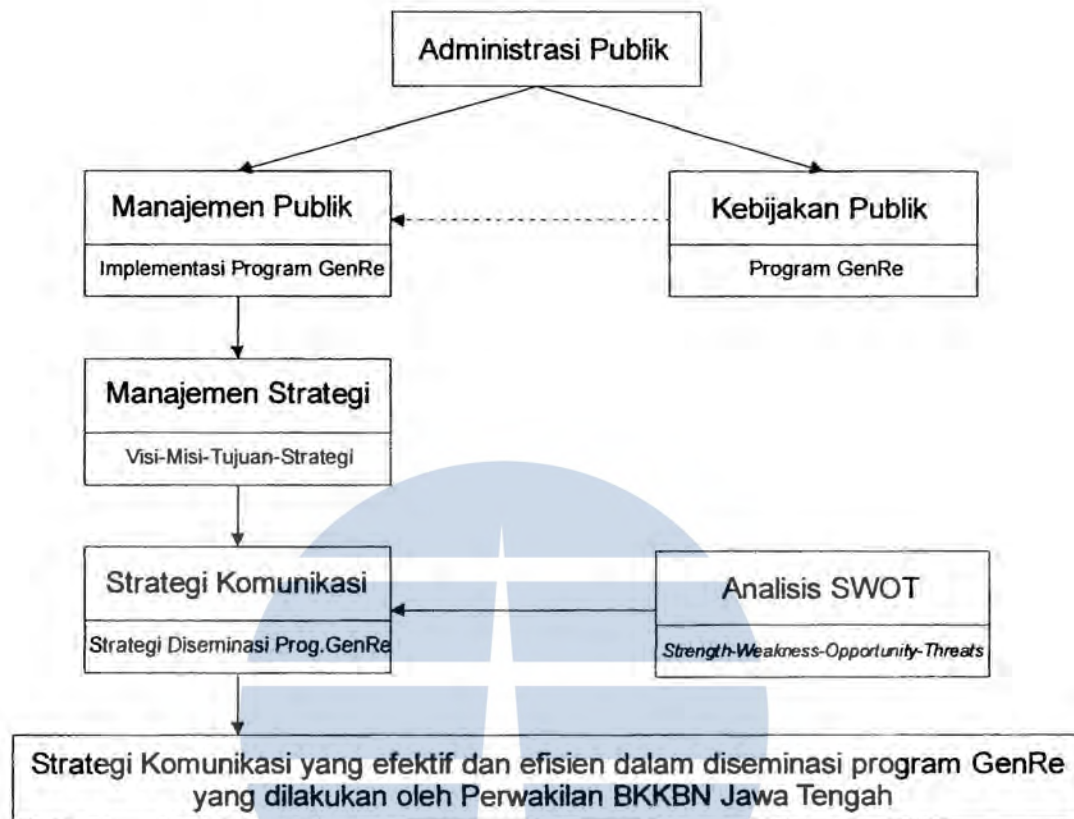 Administrasi Publik
Manajemen Publik
Implementasi Program GenRe
Kebijakan Publik
Program GenRe
Manajemen Strategi
Visi-Misi-Tujuan-Strategi
Strategi Komunikasi
Strategi Diseminasi Prog.GenRe
Analisis SWOT
Strength-Weakness-Opportunity-Threats
Strategi Komunikasi yang efektif dan efisien dalam diseminasi program GenRe
yang dilakukan oleh Perwakilan BKKBN Jawa Tengah